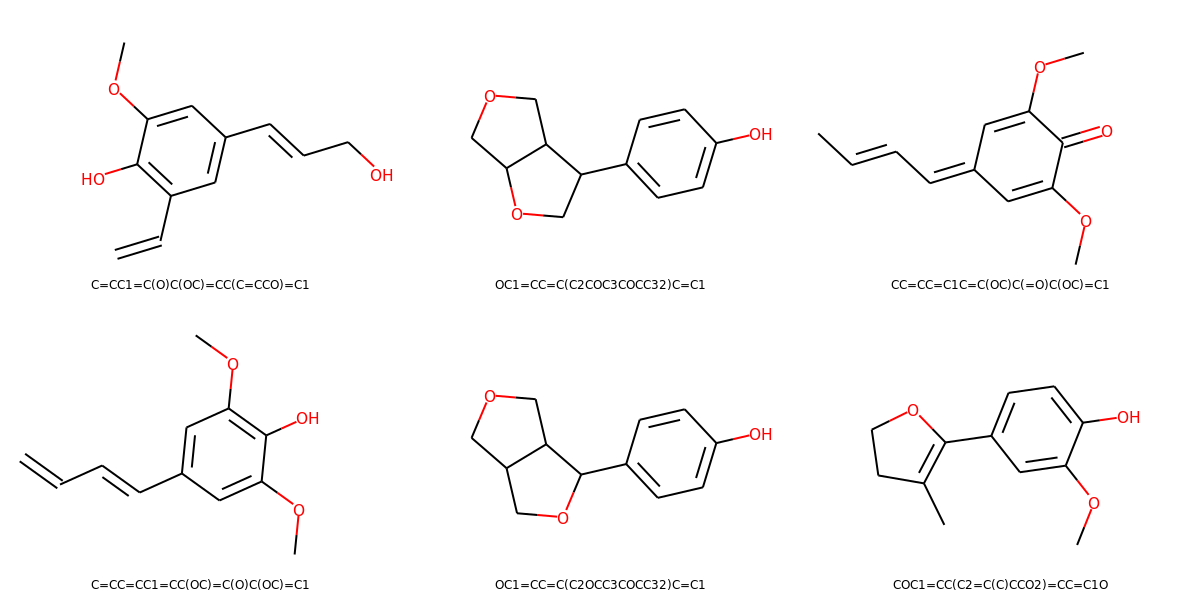 O
HO
OH
C=CC1=C(O)C(OC)=CC(C=CCO)=C1
O
O
OH
OC1=CC=C(C2COC3COCC32)C=C1
O
O
O
CC=CC=C1C=C(OC)C(=O)C(OC)=C1
O
OH
O
C=CC=CC1=CC(OC)=C(O)C(OC)=C1
O
OH
O
OC1=CC=C(C2OCC3COCC32)C=C1
O
OH
O
COC1=CC(C2=C(C)CCO2)=CC=C1O